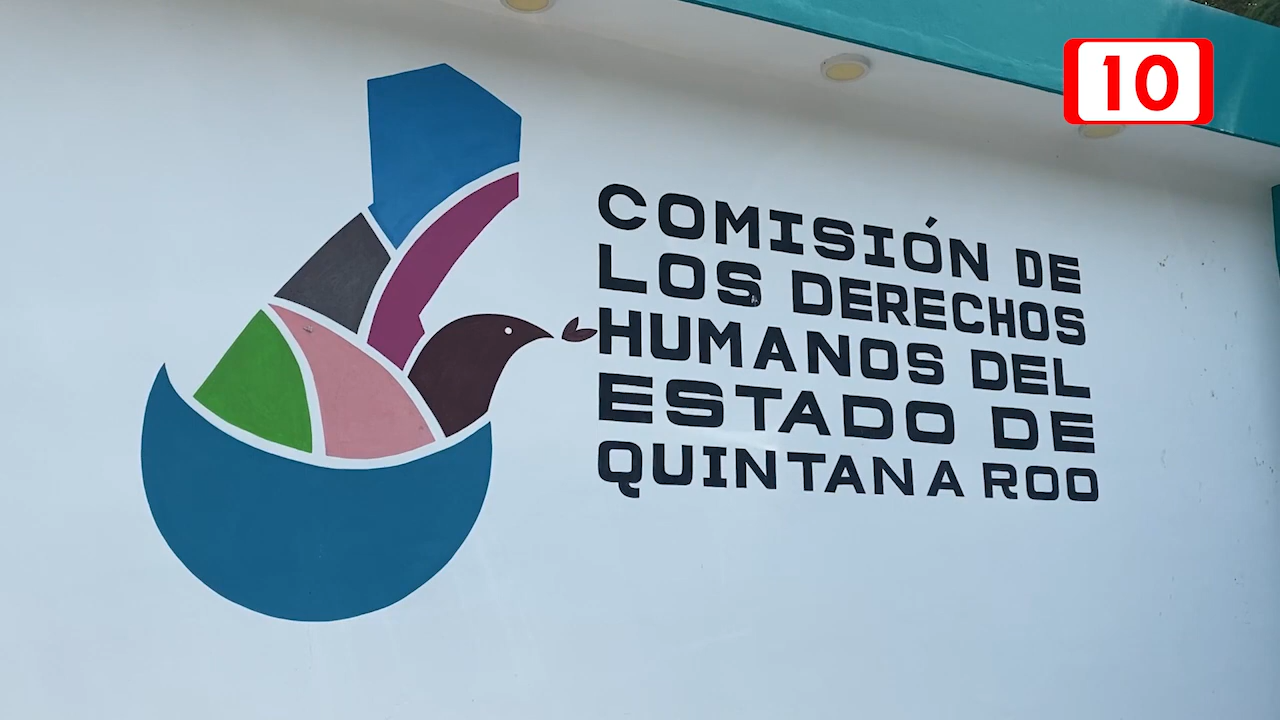 10
COMISIÓN DE
LOS DERECHOS
HUMANOS DEL
ESTADO DE
QUINTANA ROO